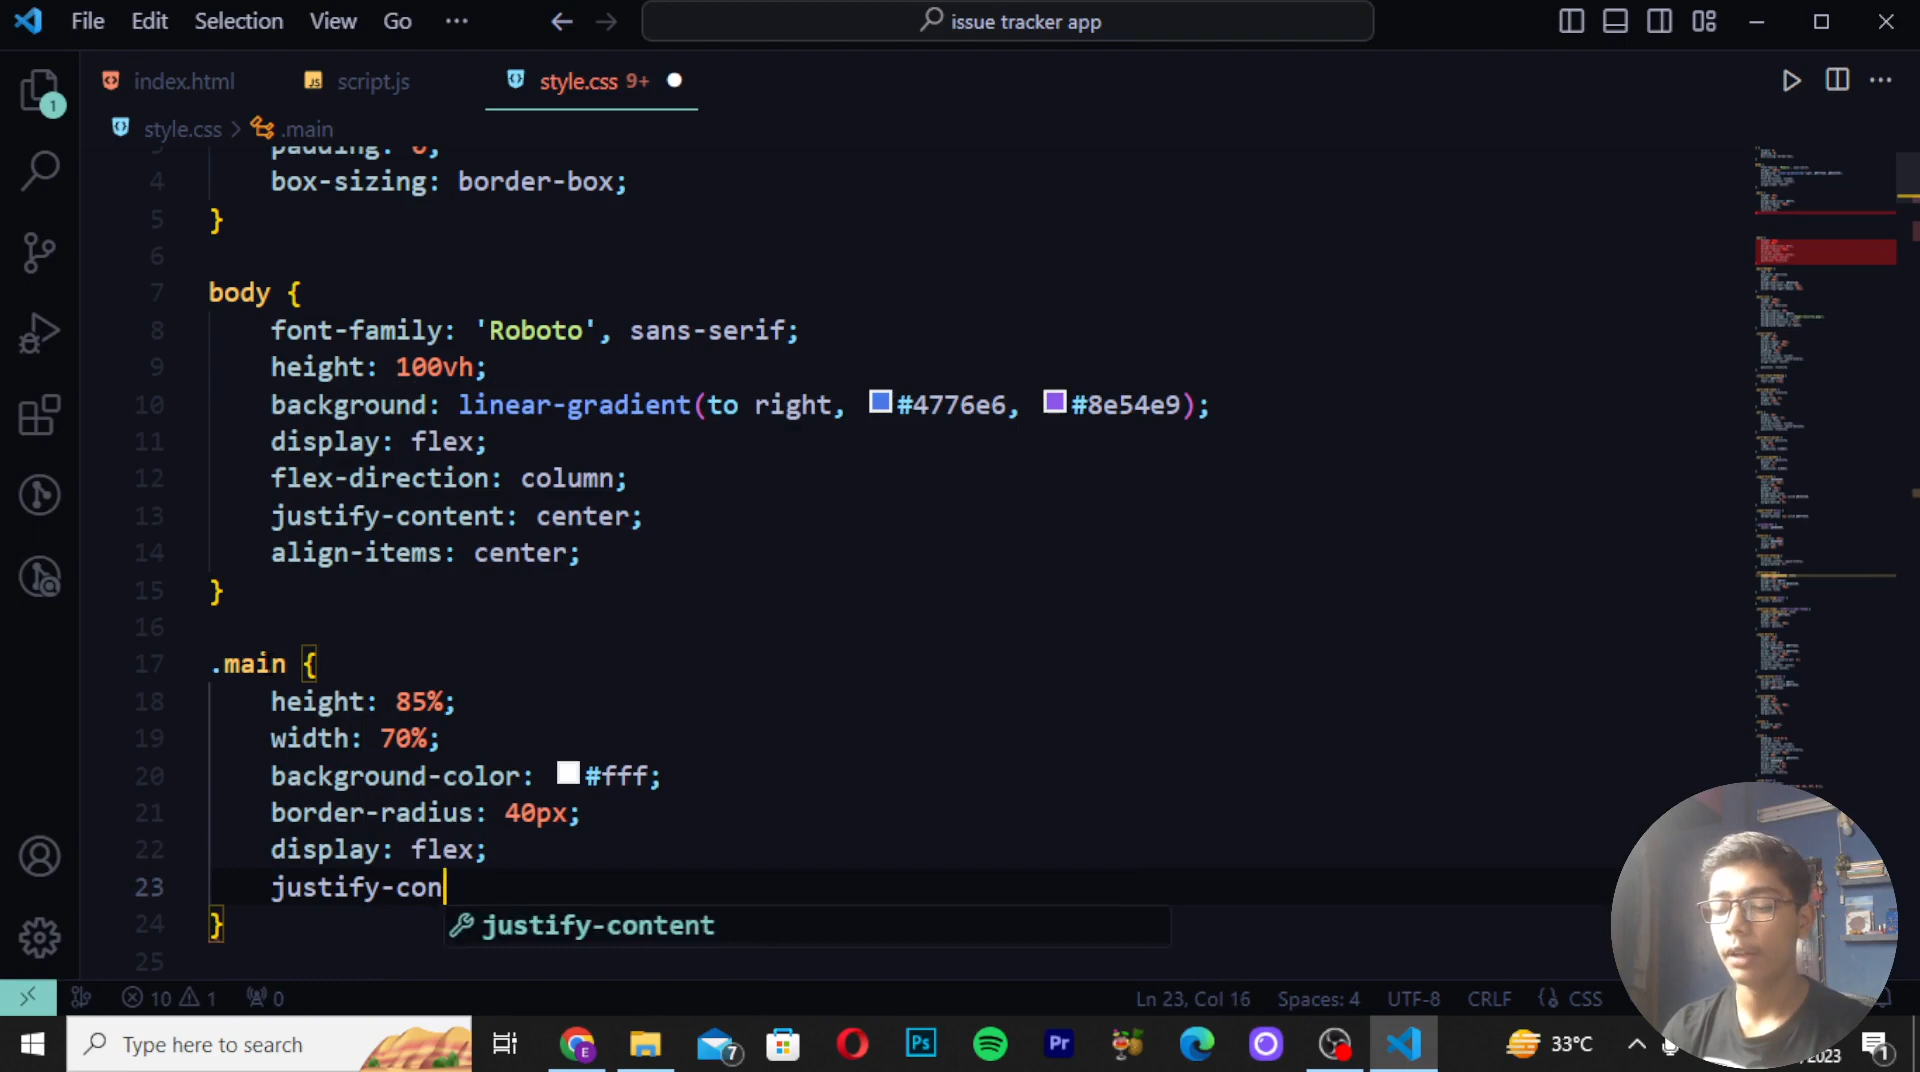 File Edit Selection View Go ··· issue tracker app
index.html script.js style.css 9+
style.css > .main
padding: 0;
4 box-sizing: border-box;
5 }
6
7 body {
8 font-family: 'Roboto', sans-serif;
9 height: 100vh;
10 background: linear-gradient(to right, #4776e6, #8e54e9);
11 display: flex;
12 flex-direction: column;
13 justify-content: center;
14 align-items: center;
15 }
16
17 .main {
18 height: 85%;
19 width: 70%;
20 background-color: #fff;
21 border-radius: 40px;
22 display: flex;
23 justify-con
24 }
justify-content
25
10 1 0 Ln 23, Col 16 Spaces: 4 UTF-8 CRLF CSS
Type here to search 7 33°C